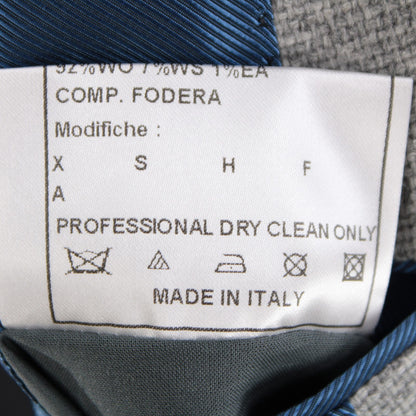 92%WO 7%WS 1%EA
COMP. FODERA
Modifiche :
X S H F
A
PROFESSIONAL DRY CLEAN ONLY
MADE IN ITALY